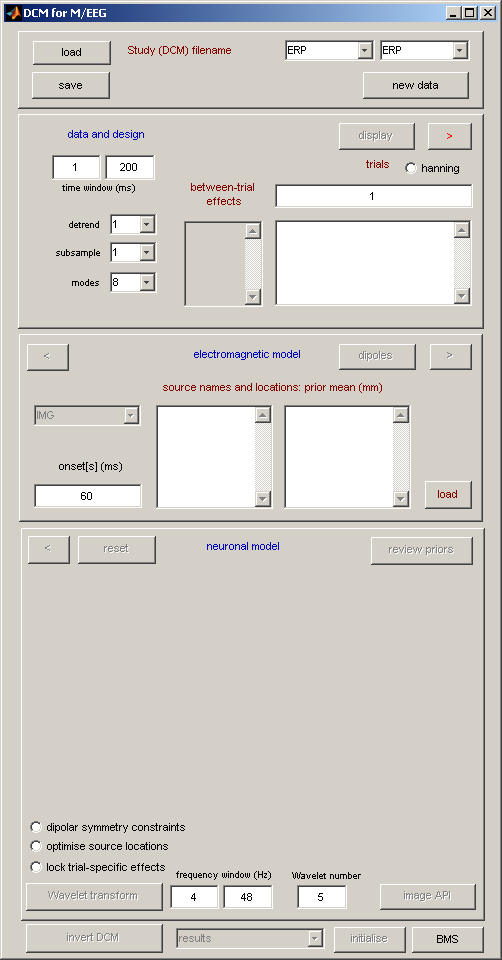 DCM for M/EEG
load
Study (DCM) filename
ERP
ERP
save
new data
data and design
display
>
1
200
trials
hanning
time window (ms)
between-trial
effects
1
detrend
1
subsample
1
modes
8
<
electromagnetic model
dipoles
>
source names and locations: prior mean (mm)
IMG
onset[s] (ms)
60
load
<
reset
neuronal model
review priors
dipolar symmetry constraints
optimise source locations
lock trial-specific effects
frequency window (Hz)
Wavelet number
Wavelet transform
4
48
5
image API
invert DCM
results
initialise
BMS